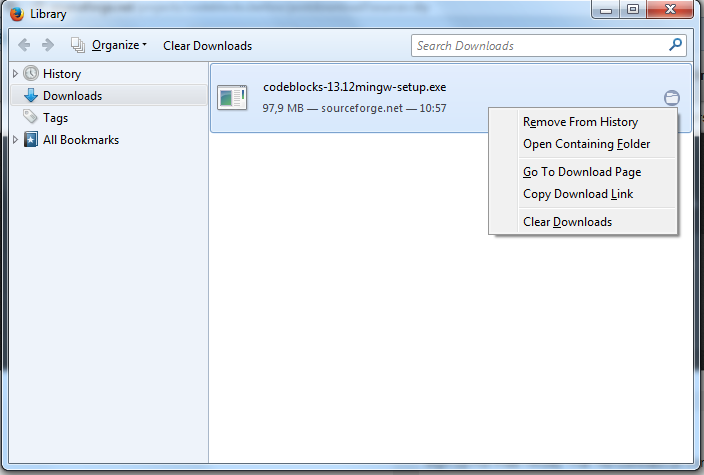 Library
Organize
Clear Downloads
Search Downloads
History
Downloads
Tags
All Bookmarks
codeblocks-13.12mingw-setup.exe
97,9 MB — sourceforge.net — 10:57
Remove From History
Open Containing Folder
Go To Download Page
Copy Download Link
Clear Downloads